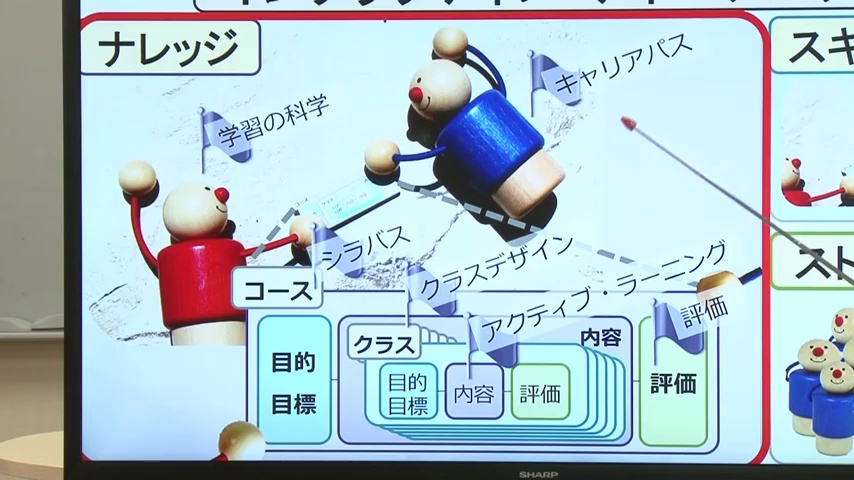 ナレッジ
スキ
キャリアパス
学習の科学
シラバス
クラスデザイン
アクティブ・ラーニング
評価
コース
スト
クラス
内容
目的
目標
目的
目標
内容
評価
評価
SHARP